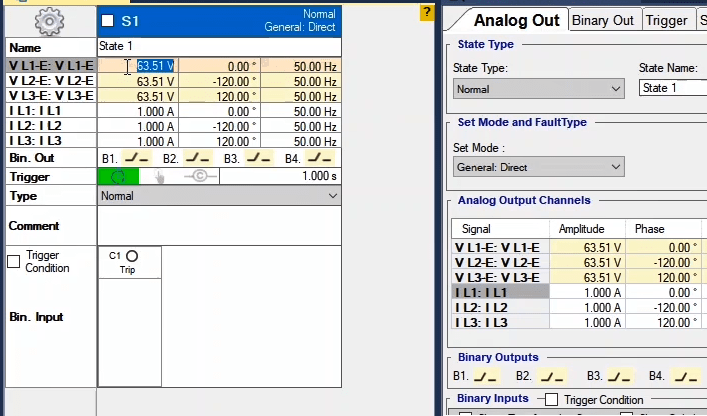 S1
Normal
General: Direct
Name
State 1
V L1-E: V L1-E 63.51 V 0.00 ° 50.00 Hz
V L2-E: V L2-E 63.51 V -120.00 ° 50.00 Hz
V L3-E: V L3-E 63.51 V 120.00 ° 50.00 Hz
I L1: I L1 1.000 A 0.00 ° 50.00 Hz
I L2: I L2 1.000 A -120.00 ° 50.00 Hz
I L3: I L3 1.000 A 120.00 ° 50.00 Hz
Bin. Out B1. B2. B3. B4.
Trigger C 1.000 s
Type Normal
Comment
Trigger
Condition
C1
Trip
Bin. Input
?
Analog Out Binary Out Trigger S
State Type
State Type: State Name:
Normal State 1
Set Mode and FaultType
Set Mode :
General: Direct
Analog Output Channels
Signal Amplitude Phase
V L1-E: V L1-E 63.51 V 0.00 °
V L2-E: V L2-E 63.51 V -120.00 °
V L3-E: V L3-E 63.51 V 120.00 °
I L1: I L1 1.000 A 0.00 °
I L2: I L2 1.000 A -120.00 °
I L3: I L3 1.000 A 120.00 °
Binary Outputs
B1. B2. B3. B4.
Binary Inputs Trigger Condition